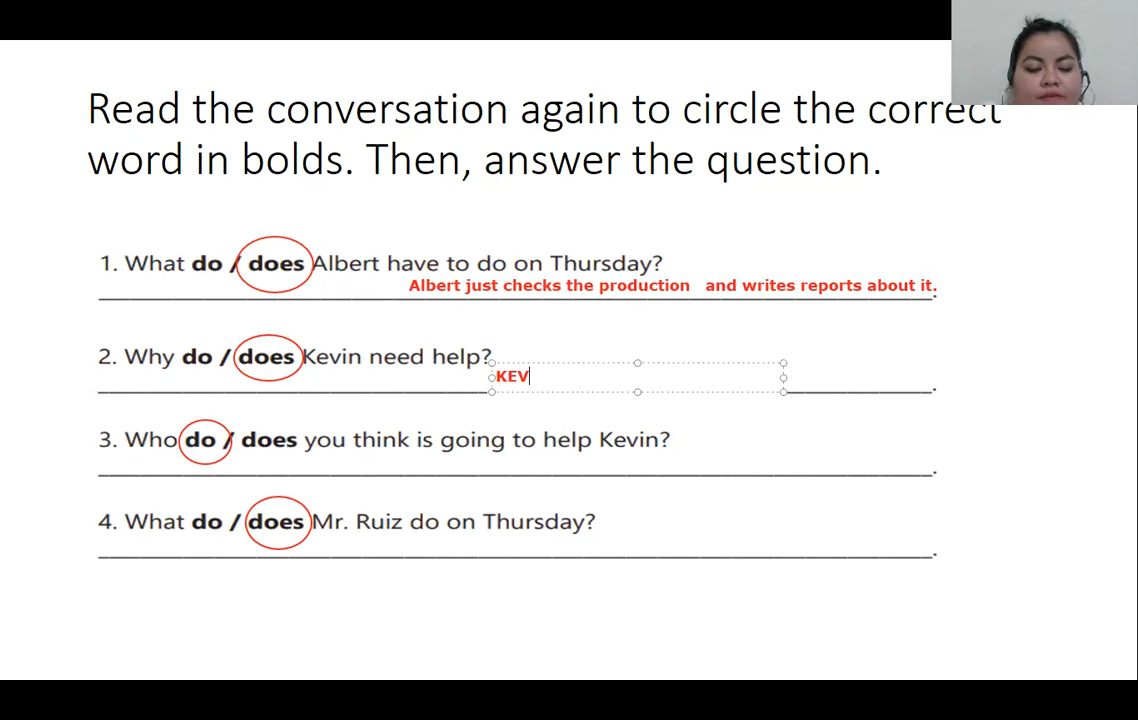 Read the conversation again to circle the correct
word in bolds. Then, answer the question.
1. What do / does Albert have to do on Thursday?
Albert just checks the production and writes reports about it.
2. Why do / does Kevin need help?
KEV
3. Who do / does you think is going to help Kevin?
4. What do / does Mr. Ruiz do on Thursday?